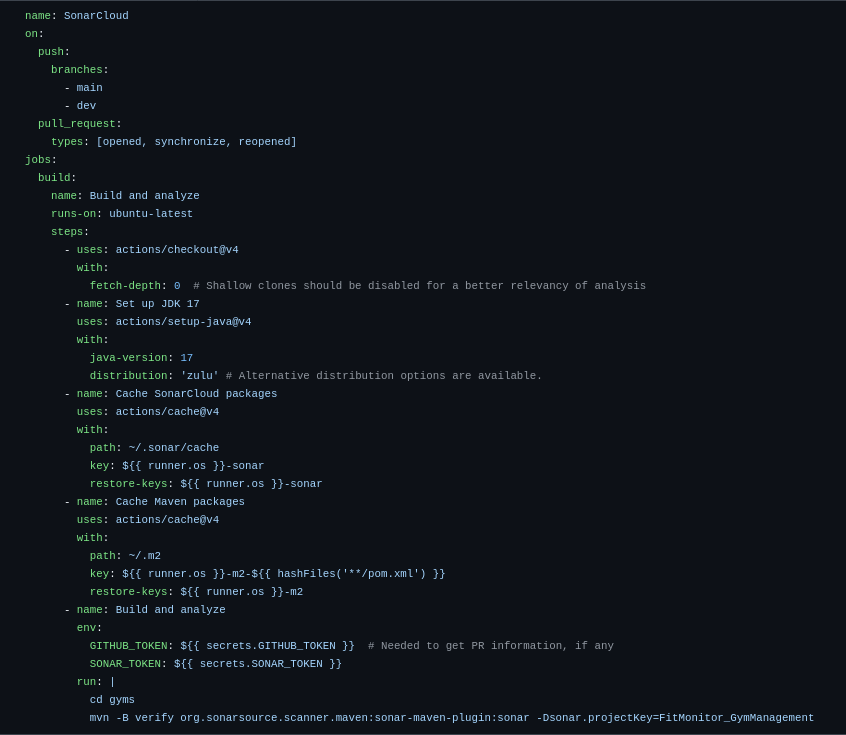 name: SonarCloud
on:
  push:
    branches:
      - main
      - dev
  pull_request:
    types: [opened, synchronize, reopened]
jobs:
  build:
    name: Build and analyze
    runs-on: ubuntu-latest
    steps:
      - uses: actions/checkout@v4
        with:
          fetch-depth: 0  # Shallow clones should be disabled for a better relevancy of analysis
      - name: Set up JDK 17
        uses: actions/setup-java@v4
        with:
          java-version: 17
          distribution: 'zulu' # Alternative distribution options are available.
      - name: Cache SonarCloud packages
        uses: actions/cache@v4
        with:
          path: ~/.sonar/cache
          key: ${{ runner.os }}-sonar
          restore-keys: ${{ runner.os }}-sonar
      - name: Cache Maven packages
        uses: actions/cache@v4
        with:
          path: ~/.m2
          key: ${{ runner.os }}-m2-${{ hashFiles('**/pom.xml') }}
          restore-keys: ${{ runner.os }}-m2
      - name: Build and analyze
        env:
          GITHUB_TOKEN: ${{ secrets.GITHUB_TOKEN }}  # Needed to get PR information, if any
          SONAR_TOKEN: ${{ secrets.SONAR_TOKEN }}
        run: |
          cd gyms
          mvn -B verify org.sonarsource.scanner.maven:sonar-maven-plugin:sonar -Dsonar.projectKey=FitMonitor_GymManagement